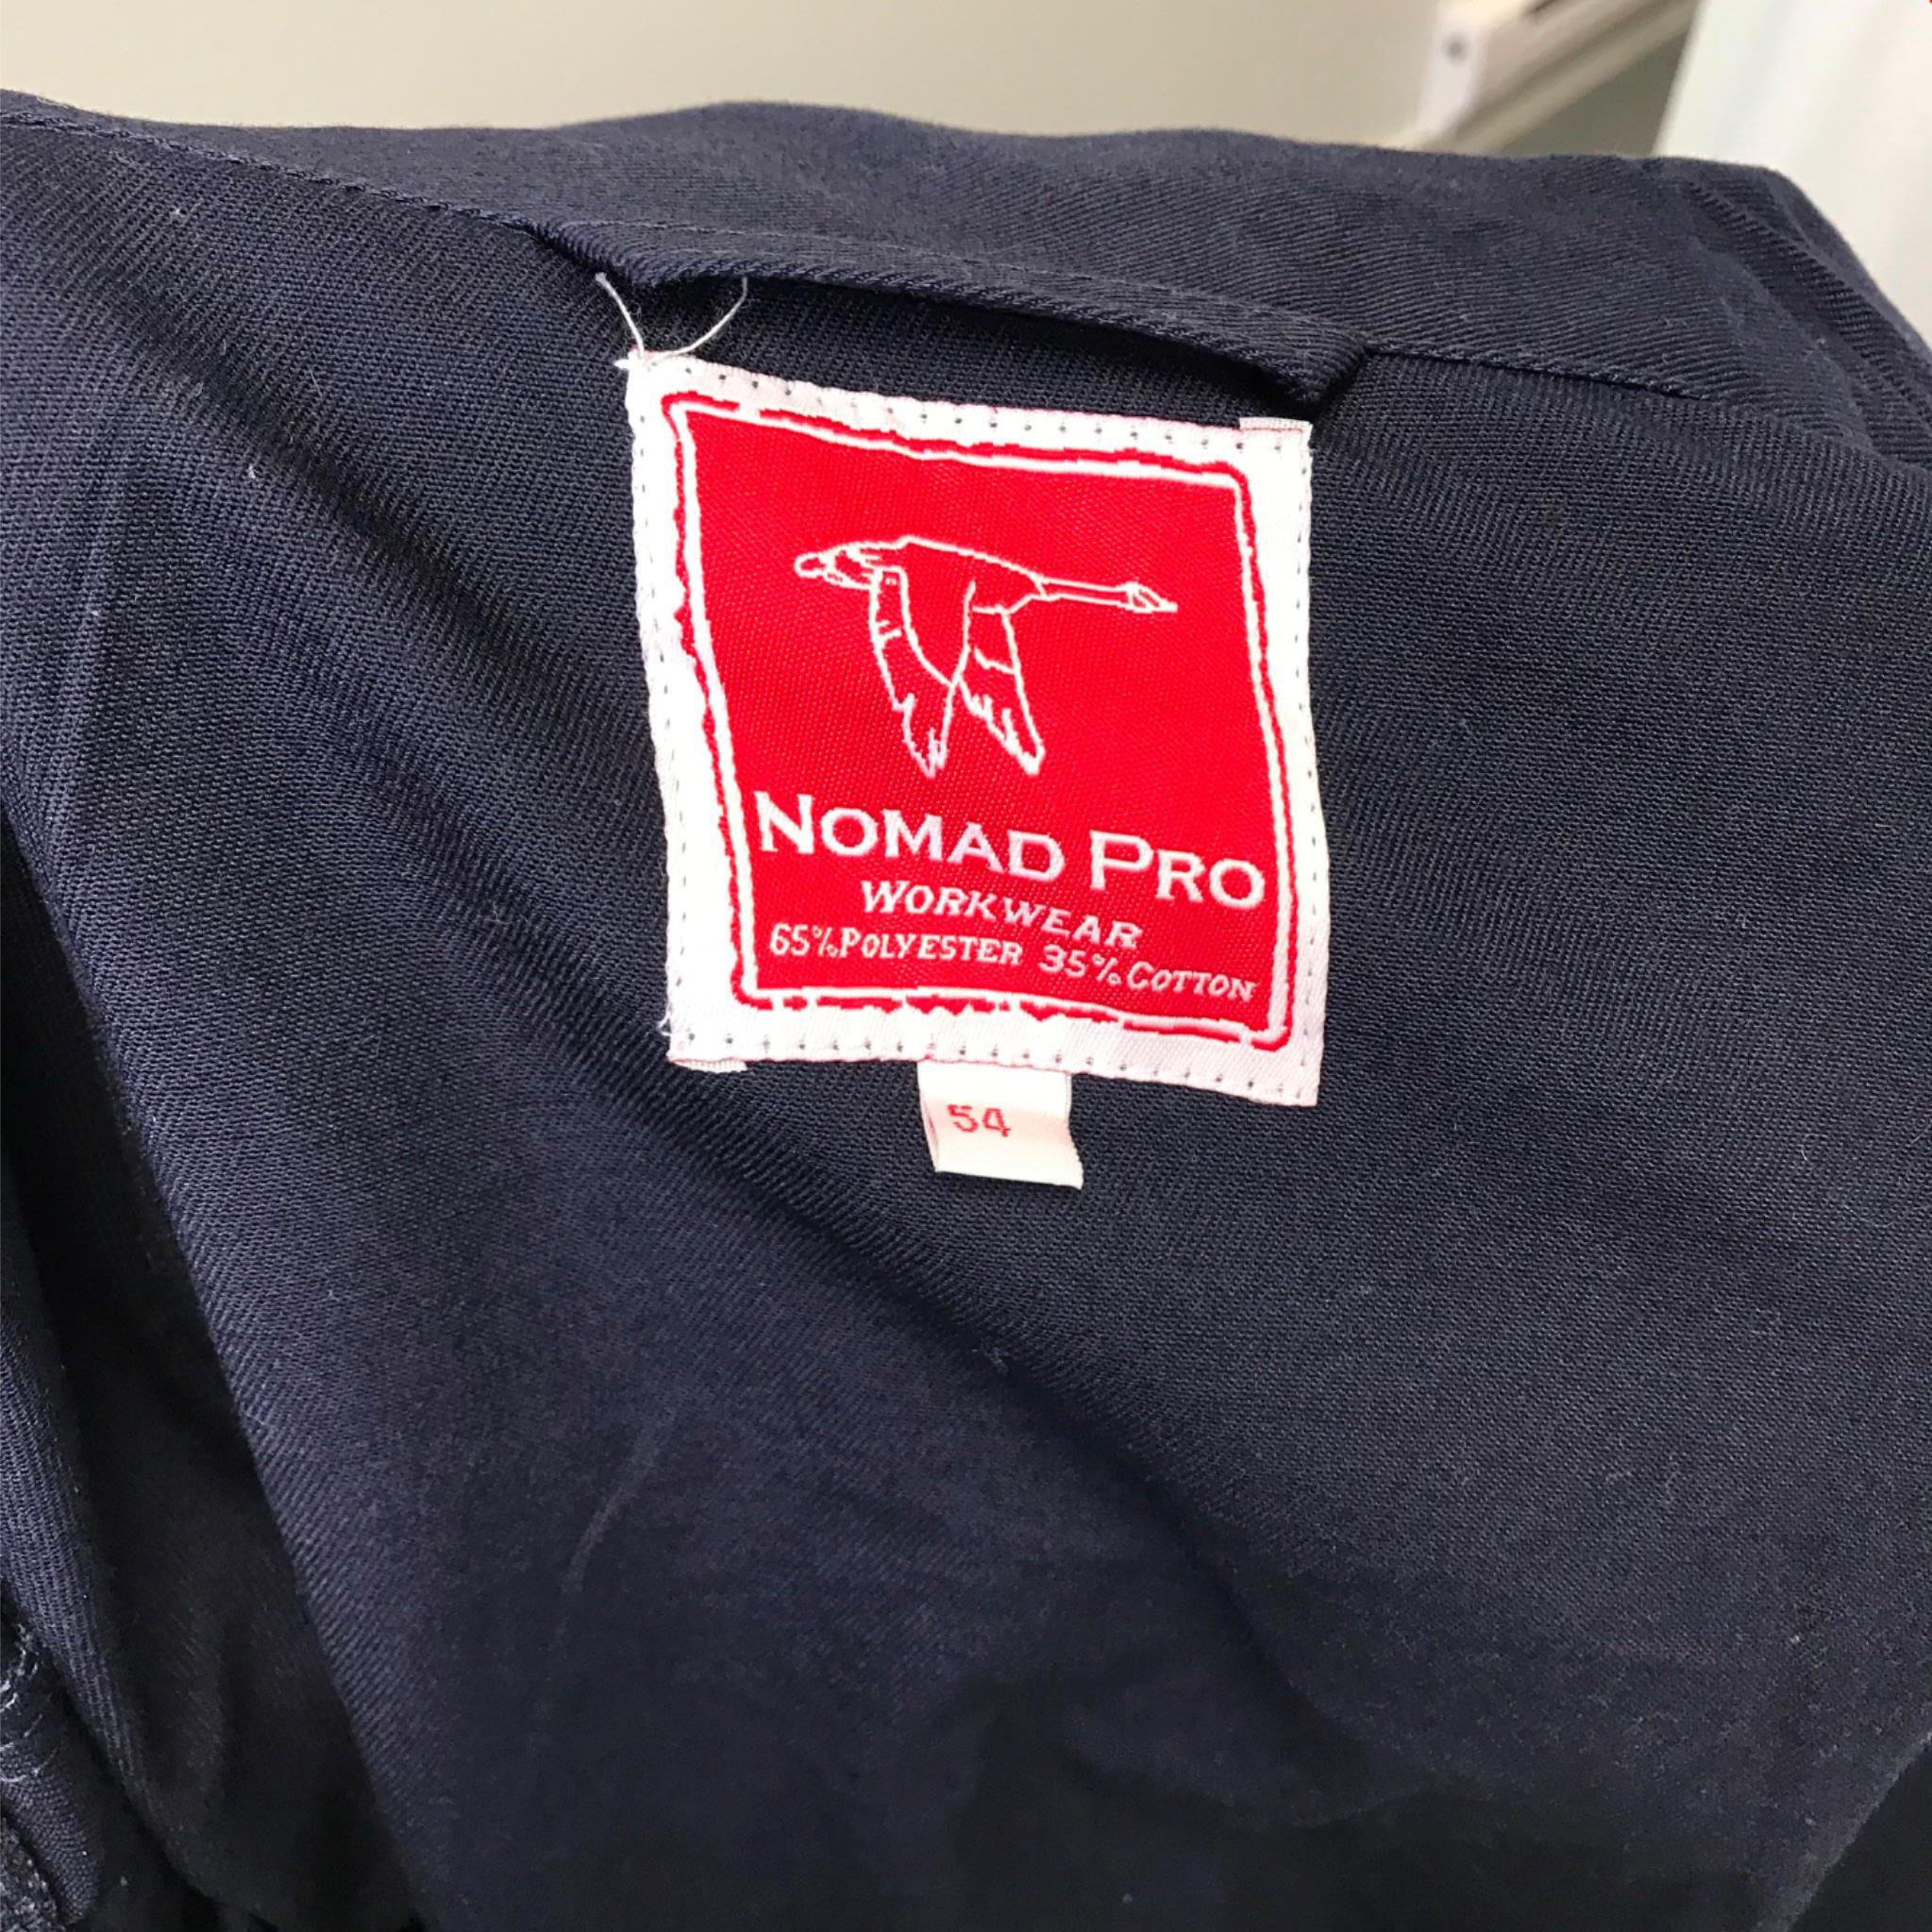 NOMAD PRO
WORKWEAR
65% POLYESTER 35% COTTON
54